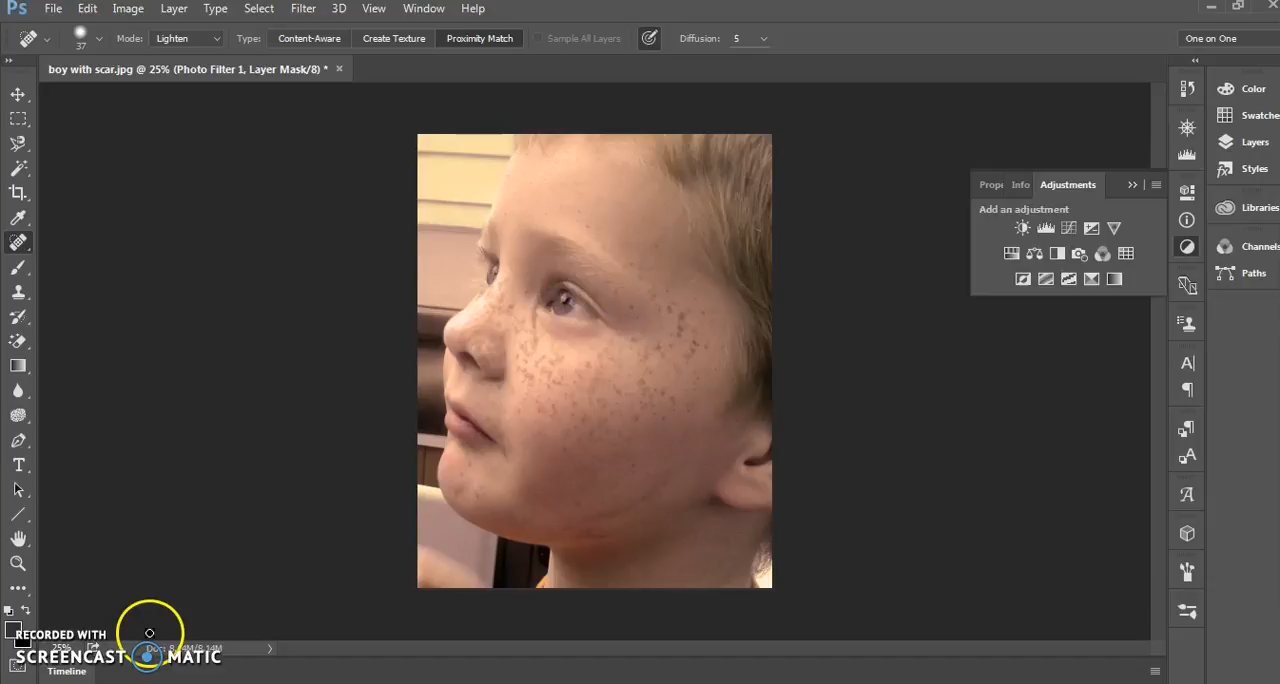 Ps File Edit Image Layer Type Select Filter 3D View Window Help
37 Mode: Lighten Type: Content-Aware Create Texture Proximity Match Sample All Layers Diffusion: 5 One on One
boy with scar.jpg @ 25% (Photo Filter 1, Layer Mask/8) *
Color
Swatche
Layers
Styles
Libraries
Channels
Paths
Prope Info Adjustments
Add an adjustment
RECORDED WITH
25%
SCREENCAST MATIC
Timeline